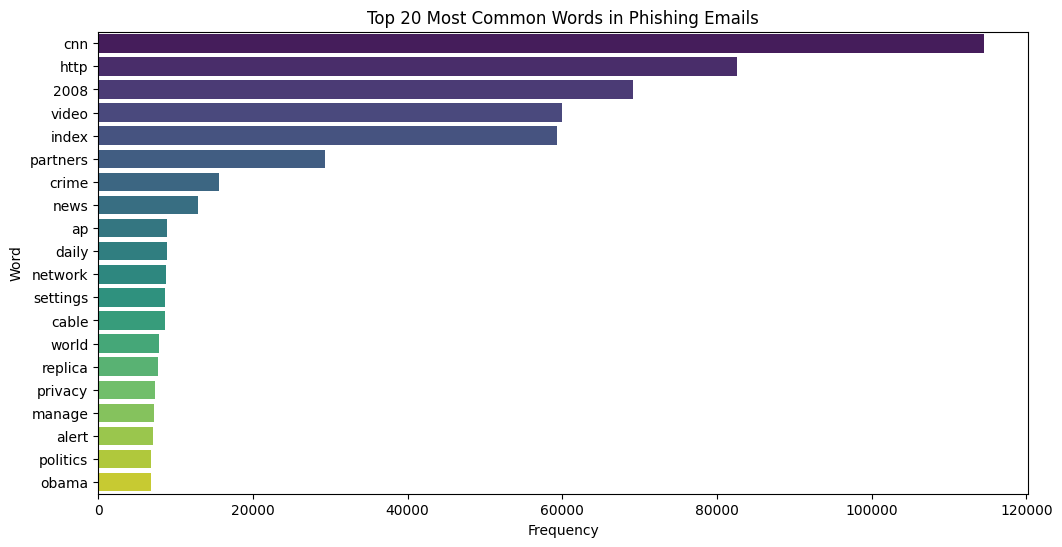 Top 20 Most Common Words in Phishing Emails
Word
cnn
http
2008
video
index
partners
crime
news
ap
daily
network
settings
cable
world
replica
privacy
manage
alert
politics
obama
0 20000 40000 60000 80000 100000 120000
Frequency